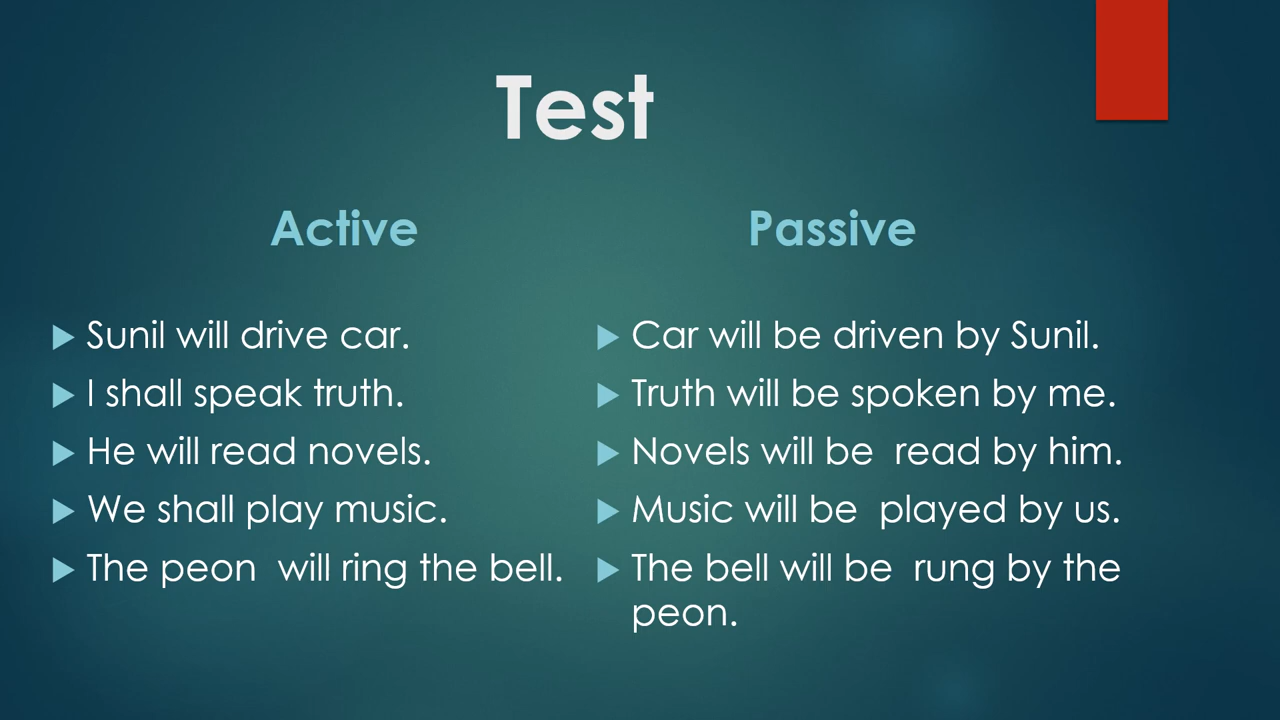 Test
Active
Passive
Sunil will drive car.
I shall speak truth.
He will read novels.
We shall play music.
The peon  will ring the bell.
Car will be driven by Sunil.
Truth will be spoken by me.
Novels will be  read by him.
Music will be  played by us.
The bell will be  rung by the
peon.